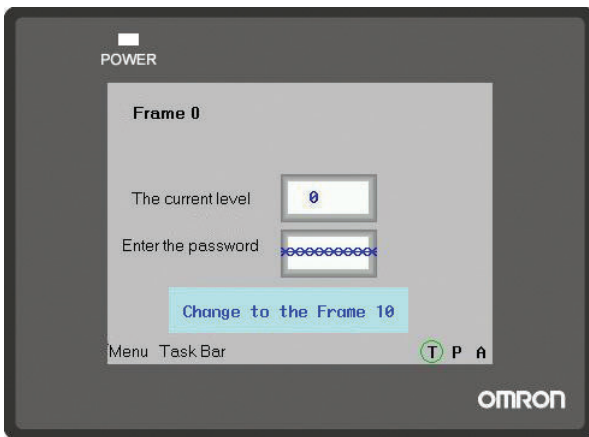 POWER
Frame 0
The current level 0
Enter the password xxxxxxxxxx
Change to the Frame 10
Menu Task Bar T P A
OMRON